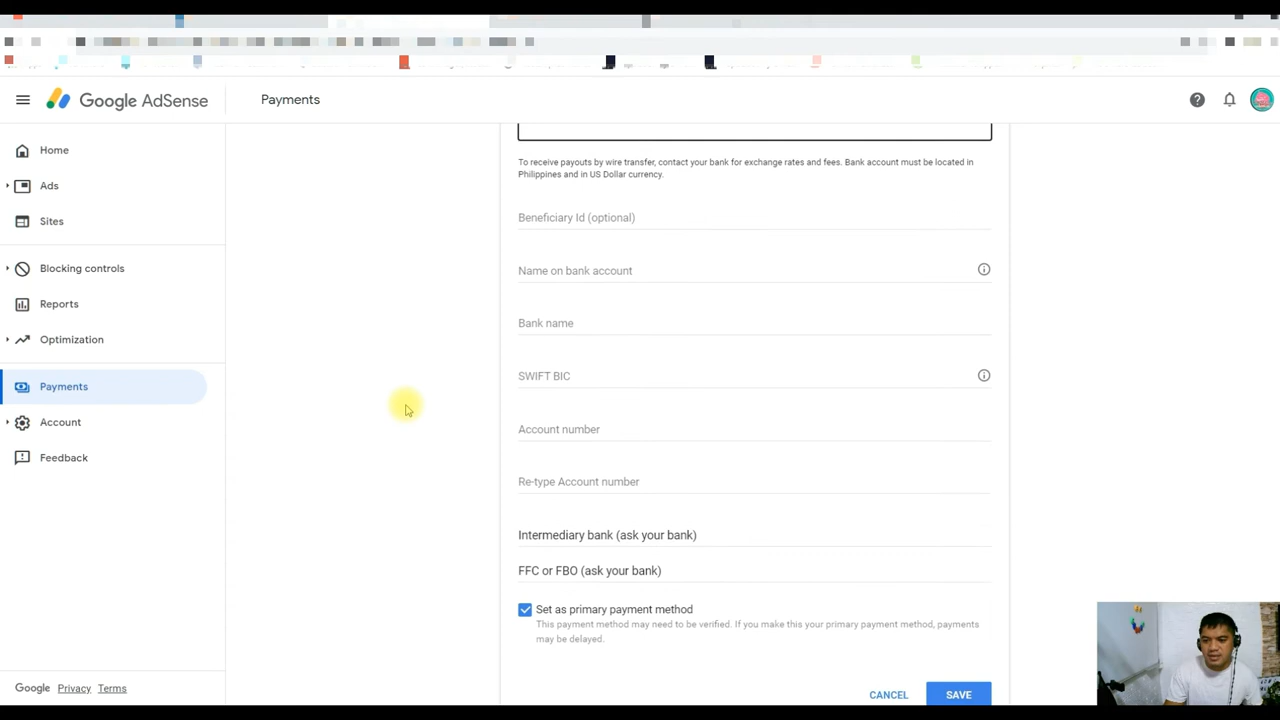 Google AdSense
Payments
Home
Ads
Sites
Blocking controls
Reports
Optimization
Payments
Account
Feedback
Google Privacy Terms
To receive payouts by wire transfer, contact your bank for exchange rates and fees. Bank account must be located in
Philippines and in US Dollar currency.
Beneficiary Id (optional)
Name on bank account
Bank name
SWIFT BIC
Account number
Re-type Account number
Intermediary bank (ask your bank)
FFC or FBO (ask your bank)
Set as primary payment method
This payment method may need to be verified. If you make this your primary payment method, payments
may be delayed.
CANCEL
SAVE